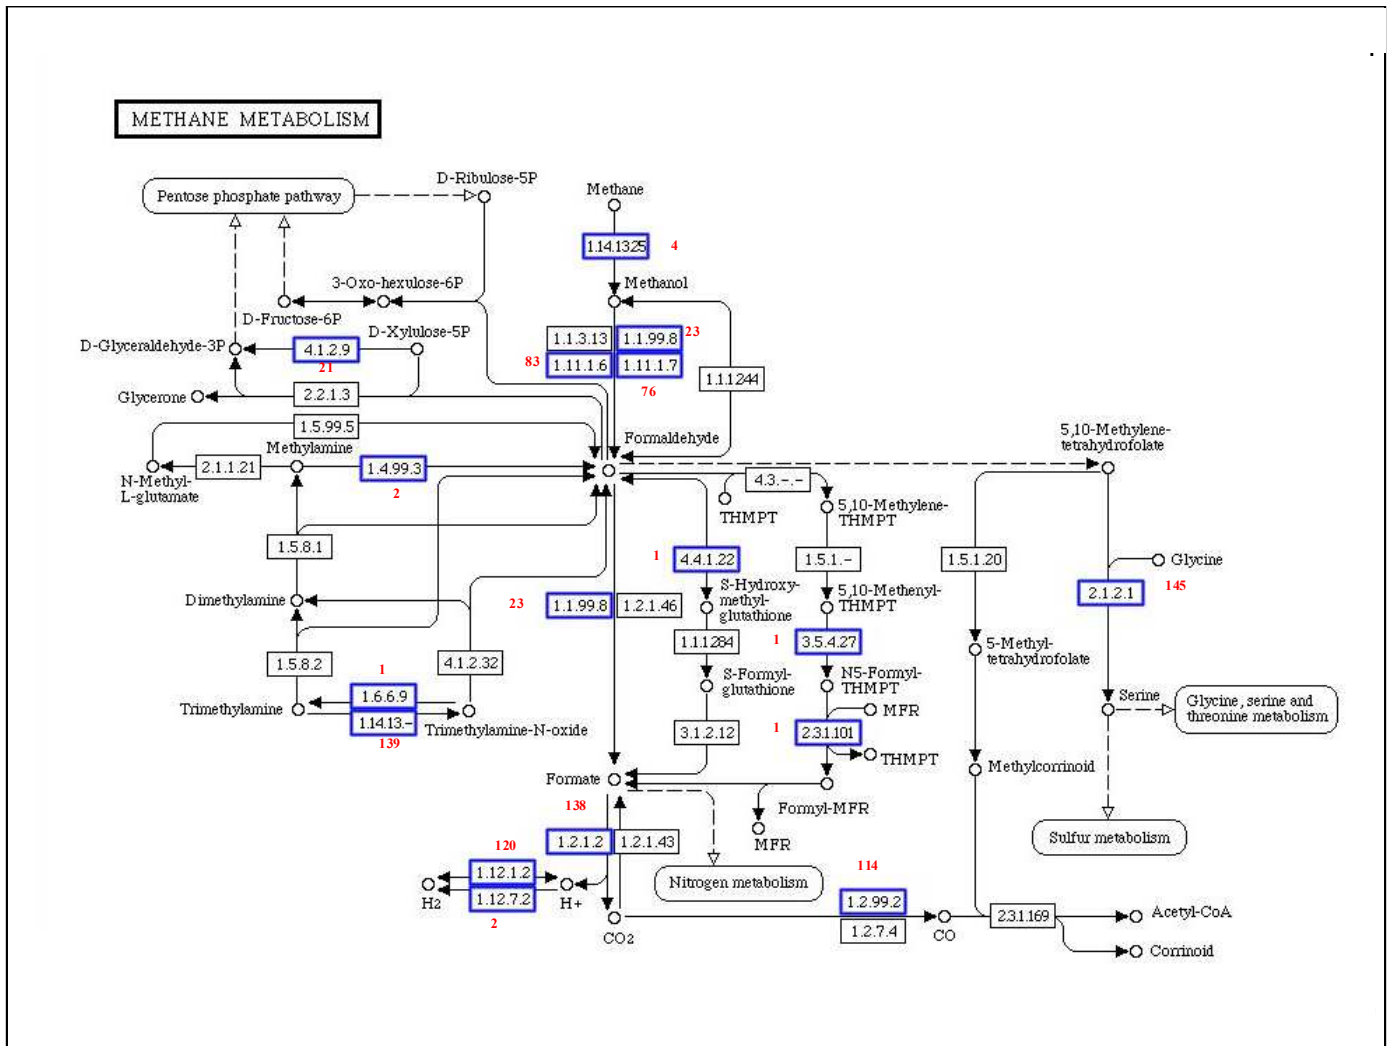 METHANE METABOLISM
D-Ribulose-5P
Pentose phosphate pathway
Methane
1.14.13.25
4
3-Oxo-hexulose-6P
Methanol
D-Fructose-6P
D-Xylulose-5P
D-Glyceraldehyde-3P
4.1.2.9
21
1.1.3.13
1.1.99.8
23
83
1.11.1.6
1.11.1.7
76
1.1.1.244
Glycerone
2.2.1.3
1.5.99.5
Formaldehyde
5,10-Methylene-
tetrahydrofolate
Methylamine
2.1.1.21
1.4.99.3
2
N-Methyl-
L-glutamate
4.3.-.-
THMPT
5,10-Methylene-
THMPT
1.5.8.1
1
4.4.1.22
1.5.1.-
1.5.1.20
Glycine
2.1.2.1
145
Dimethylamine
23
1.1.99.8
1.2.1.46
S-Hydroxy-
methyl-
glutathione
5,10-Methenyl-
THMPT
1.1.1.284
1
3.5.4.27
5-Methyl-
tetrahydrofolate
1.5.8.2
4.1.2.32
1
1.6.6.9
S-Formyl-
glutathione
N5-Formyl-
THMPT
Serine
Glycine, serine and
threonine metabolism
Trimethylamine
1.14.13.-
139
Trimethylamine-N-oxide
MFR
3.1.2.12
1
2.3.1.101
THMPT
Methylcorrinoid
Formate
Formyl-MFR
MFR
138
1.2.1.2
1.2.1.43
Sulfur metabolism
120
1.12.1.2
H2
1.12.7.2
H+
2
Nitrogen metabolism
114
1.2.99.2
1.2.7.4
CO2
CO
2.3.1.169
Acetyl-CoA
Corrinoid